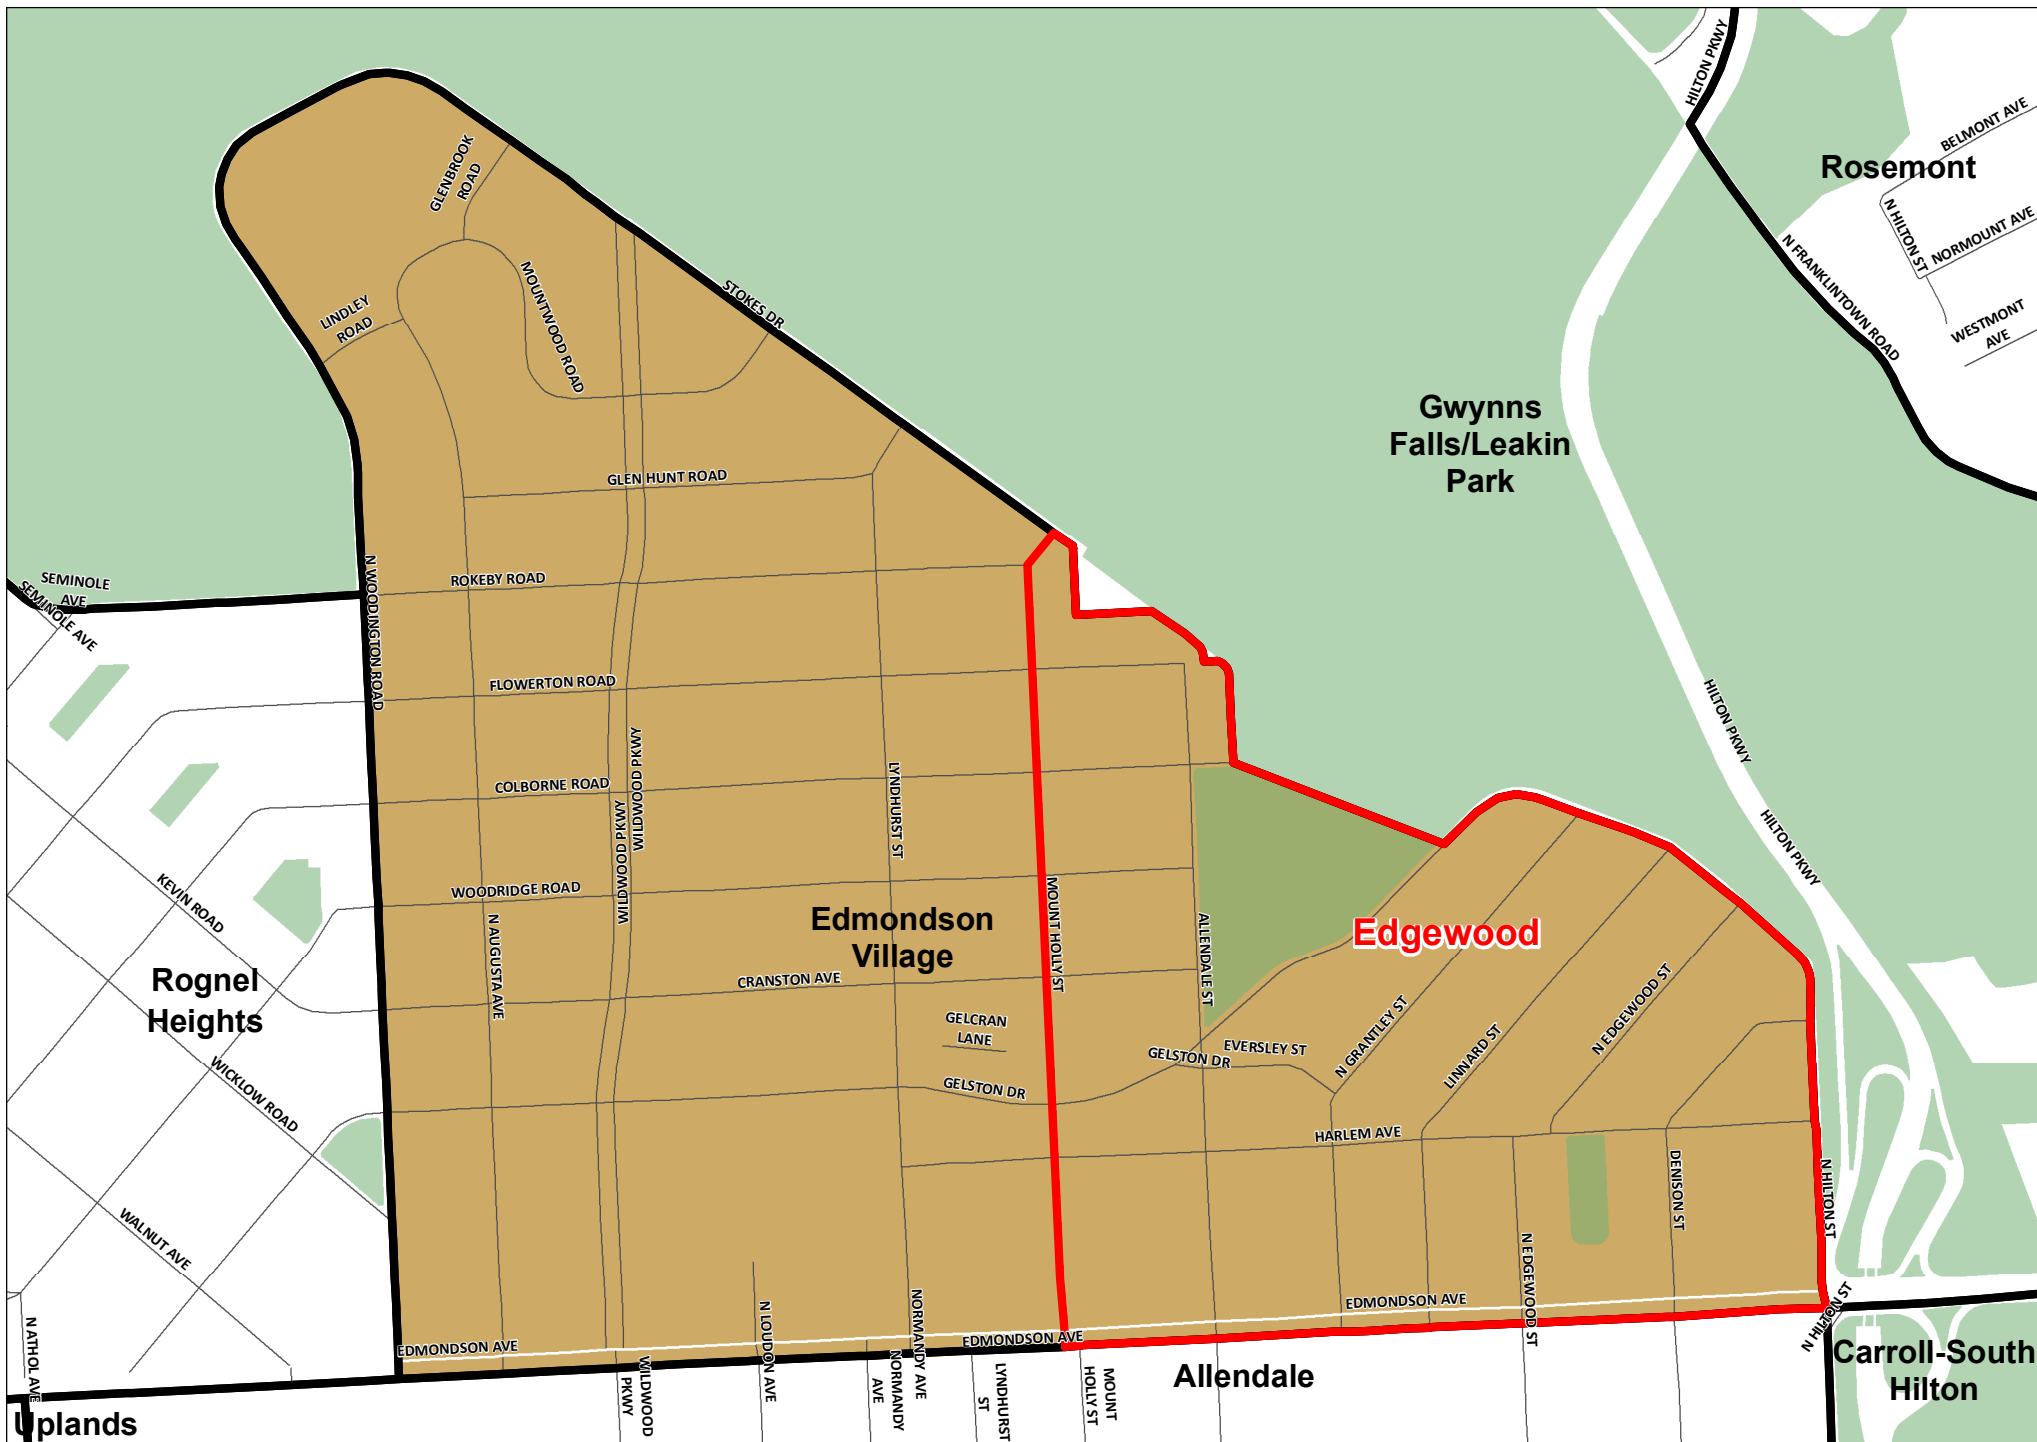 HILTON PKWY
BELMONT AVE
Rosemont
GLENBROOK
ROAD
N HILTON ST
NORMOUNT AVE
N FRANKLINTOWN ROAD
MOUNTWOOD ROAD
STOKES DR
LINDLEY
ROAD
WESTMONT
AVE
Gwynns
Falls/Leakin
Park
GLEN HUNT ROAD
SEMINOLE
AVE
SEMINOLE AVE
N WOODINGTON ROAD
ROKEBY ROAD
FLOWERTON ROAD
HILTON PKWY
WILDWOOD PKWY
COLBORNE ROAD
LYNDHURST ST
WILDWOOD PKWY
HILTON PKWY
KEVIN ROAD
WOODRIDGE ROAD
Edmondson
Village
MOUNT HOLLY ST
ALLENDALE ST
Edgewood
N AUGUSTA AVE
Rognel
Heights
CRANSTON AVE
N EDGEWOOD ST
GELCRAN
LANE
N GRANTLEY ST
LINNARD ST
EVERSLEY ST
GELSTON DR
GELSTON DR
WICKLOW ROAD
HARLEM AVE
DENISON ST
N HILTON ST
WALNUT AVE
N EDGEWOOD ST
N LOUDON AVE
NORMANDY AVE
EDMONDSON AVE
EDMONDSON AVE
EDMONDSON AVE
N HILTON ST
N ATHOL AVE
WILDWOOD
PKWY
NORMANDY
AVE
LYNDHURST
ST
MOUNT
HOLLY ST
Allendale
Carroll-South
Hilton
Uplands